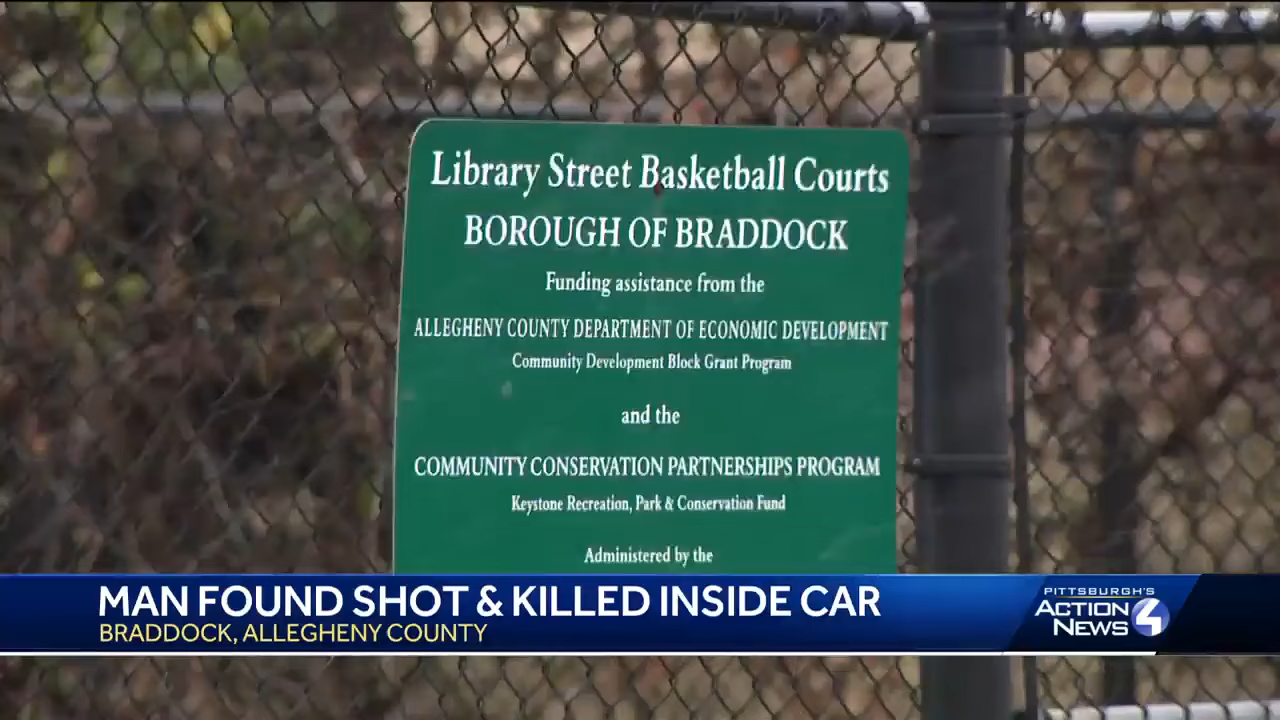 Library Street Basketball Courts
BOROUGH OF BRADDOCK
Funding assistance from the
ALLEGHENY COUNTY DEPARTMENT OF ECONOMIC DEVELOPMENT
Community Development Block Grant Program
and the
COMMUNITY CONSERVATION PARTNERSHIPS PROGRAM
Keystone Recreation, Park & Conservation Fund
Administered by the
MAN FOUND SHOT & KILLED INSIDE CAR
BRADDOCK, ALLEGHENY COUNTY
PITTSBURGH'S
ACTION
NEWS 4